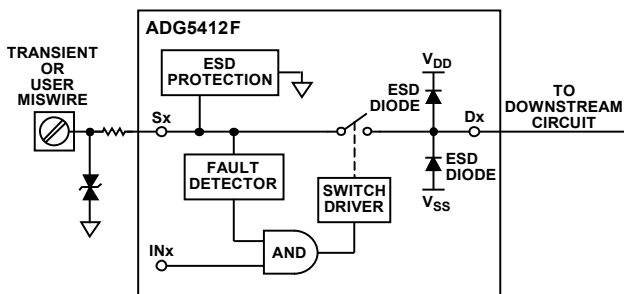 ADG5412F
TRANSIENT
OR
USER
MISWIRE
ESD
PROTECTION
Sx
FAULT
DETECTOR
INx
AND
SWITCH
DRIVER
ESD
DIODE
VDD
Dx
ESD
DIODE
VSS
TO
DOWNSTREAM
CIRCUIT